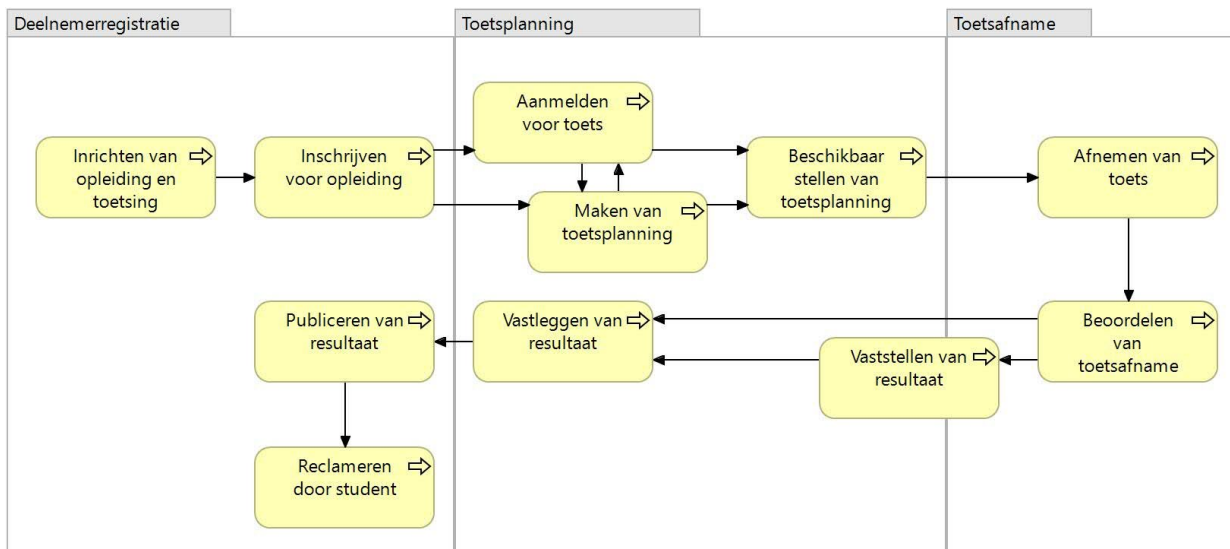 Deelnemerregistratie
Toetsplanning
Toetsafname
Inrichten van
opleiding en
toetsing
Inschrijven
voor opleiding
Aanmelden
voor toets
Maken van
toetsplanning
Beschikbaar
stellen van
toetsplanning
Afnemen van
toets
Publiceren van
resultaat
Vastleggen van
resultaat
Vaststellen van
resultaat
Beoordelen
van
toetsafname
Reclameren
door student